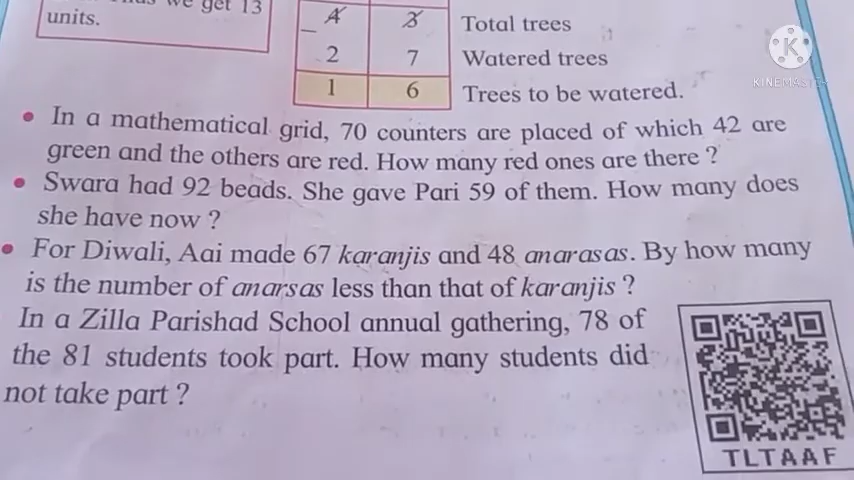 we get 13
units.
4 3 Total trees
− 2 7 Watered trees
1 6 Trees to be watered.
KINEMASTER
• In a mathematical grid, 70 counters are placed of which 42 are
green and the others are red. How many red ones are there ?
• Swara had 92 beads. She gave Pari 59 of them. How many does
she have now ?
• For Diwali, Aai made 67 karanjis and 48 anarasas. By how many
is the number of anarsas less than that of karanjis ?
In a Zilla Parishad School annual gathering, 78 of
the 81 students took part. How many students did
not take part ?
TLTAAF